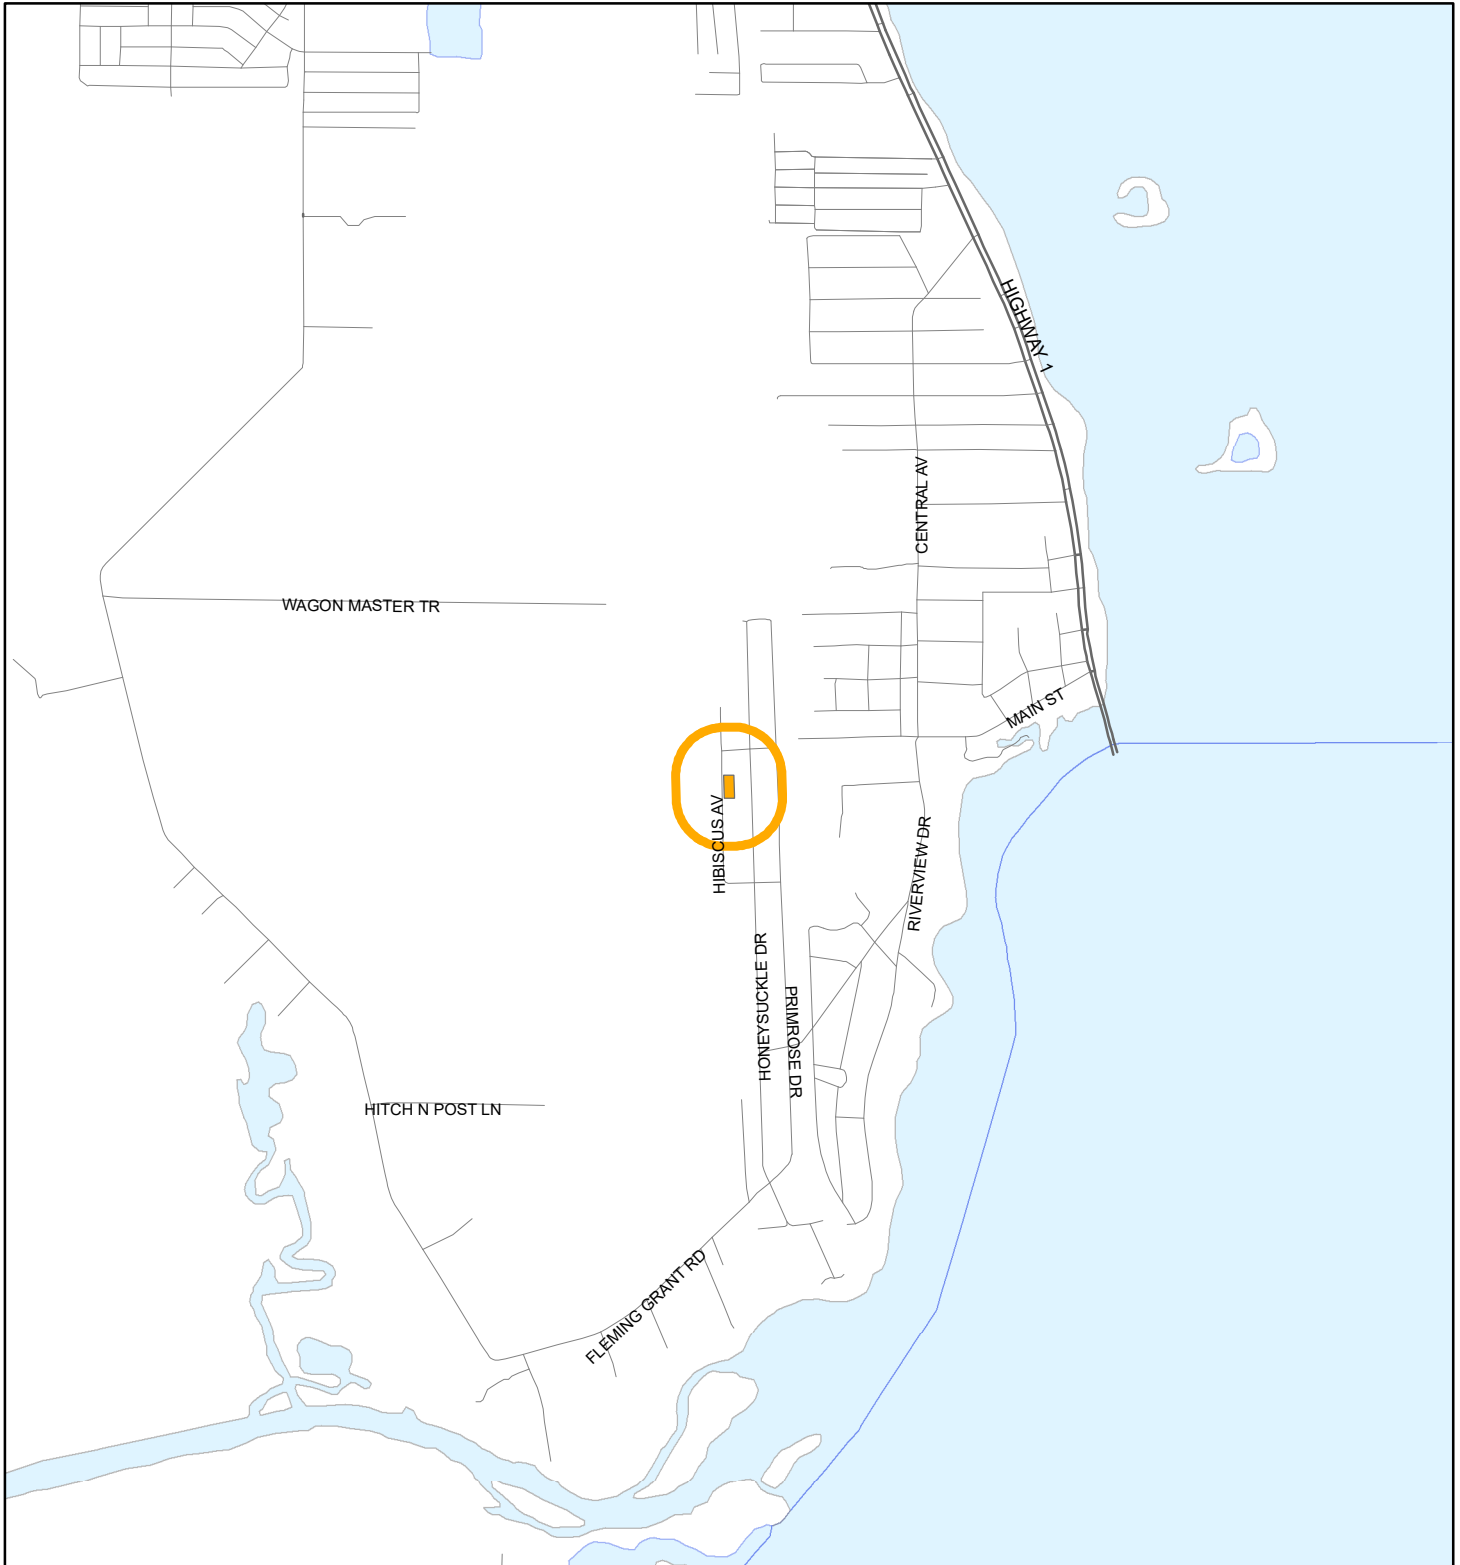 HIGHWAY 1
CENTRAL AV
WAGON MASTER TR
MAIN ST
HIBISCUS AV
RIVERVIEW DR
HONEYSUCKLE DR
PRIMROSE DR
HITCH N POST LN
FLEMING GRANT RD